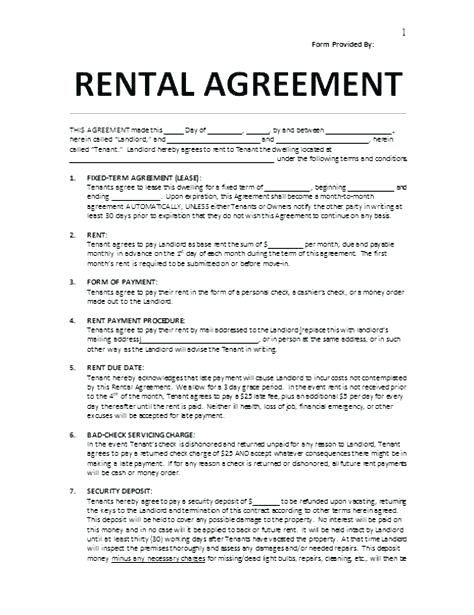 1
Form Provided By:
RENTAL AGREEMENT
THIS AGREEMENT made this _____ Day of __________, _____, by and between _________________,
herein called "Landlord," and _____________________ and _____________________, herein
called "Tenant." Landlord hereby agrees to rent to Tenant the dwelling located at
______________________________________________ under the following terms and conditions.
1. FIXED-TERM AGREEMENT (LEASE):
Tenants agree to lease this dwelling for a fixed term of ____________, beginning ____________ and
ending ____________. Upon expiration, this Agreement shall become a month-to-month
agreement AUTOMATICALLY, UNLESS either Tenants or Owners notify the other party in writing at
least 30 days prior to expiration that they do not wish this Agreement to continue on any basis.
2. RENT:
Tenant agrees to pay Landlord as base rent the sum of $_________ per month, due and payable
monthly in advance on the 1st day of each month during the term of this agreement. The first
month's rent is required to be submitted on or before move-in.
3. FORM OF PAYMENT:
Tenants agree to pay their rent in the form of a personal check, a cashier's check, or a money order
made out to the Landlord.
4. RENT PAYMENT PROCEDURE:
Tenants agree to pay their rent by mail addressed to the Landlord [replace this with landlord's
mailing address]______________________________, or in person at the same address, or in such
other way as the Landlord will advise the Tenant in writing.
5. RENT DUE DATE:
Tenant hereby acknowledges that late payment will cause Landlord to incur costs not contemplated
by this Rental Agreement. We allow for a 3 day grace period. In the event rent is not received prior
to the 4th of the month, Tenants agree to pay a $25 late fee, plus an additional $5 per day for every
day thereafter until the rent is paid. Neither ill health, loss of job, financial emergency, or other
excuses will be accepted for late payment.
6. BAD-CHECK SERVICING CHARGE:
In the event Tenant's check is dishonored and returned unpaid for any reason to Landlord, Tenant
agrees to pay a returned check charge of $25 AND accept whatever consequences there might be in
making a late payment. If for any reason a check is returned or dishonored, all future rent payments
will be cash or money order.
7. SECURITY DEPOSIT:
Tenants hereby agree to pay a security deposit of $_______ to be refunded upon vacating, returning
the keys to the Landlord and termination of this contract according to other terms herein agreed.
This deposit will be held to cover any possible damage to the property. No interest will be paid on
this money and in no case will it be applied to back or future rent. It will be held intact by Landlord
until at least thirty (30) working days after Tenants have vacated the property. At that time Landlord
will inspect the premises thoroughly and assess any damages and/or needed repairs. This deposit
money minus any necessary charges for missing/dead light bulbs, repairs, cleaning, etc., will then be